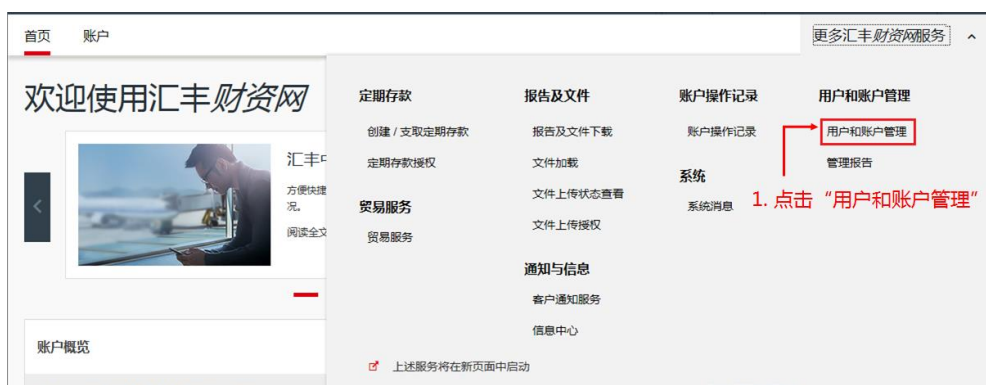 首页 账户 更多汇丰财资网服务
欢迎使用汇丰财资网
汇丰中
方便快捷
况。
阅读全文
账户概览
定期存款
创建 / 支取定期存款
定期存款授权
贸易服务
贸易服务
报告及文件
报告及文件下载
文件加载
文件上传状态查看
文件上传授权
通知与信息
客户通知服务
信息中心
账户操作记录
账户操作记录
系统
系统消息
用户和账户管理
用户和账户管理
管理报告
1. 点击“用户和账户管理”
上述服务将在新页面中启动